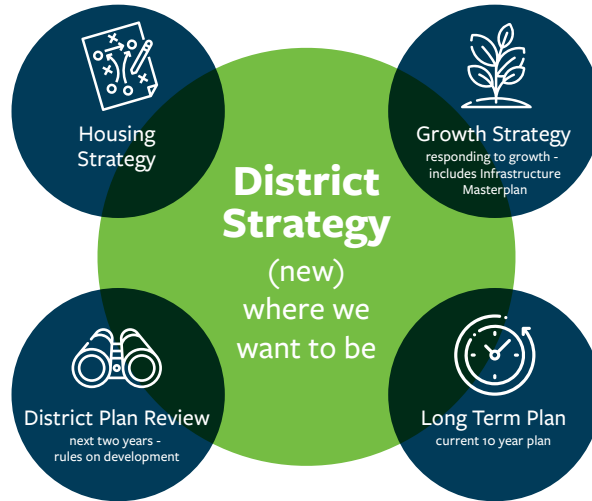 Housing
Strategy
Growth Strategy
responding to growth -
includes Infrastructure
Masterplan
District
Strategy
(new)
where we
want to be
District Plan Review
next two years -
rules on development
Long Term Plan
current 10 year plan